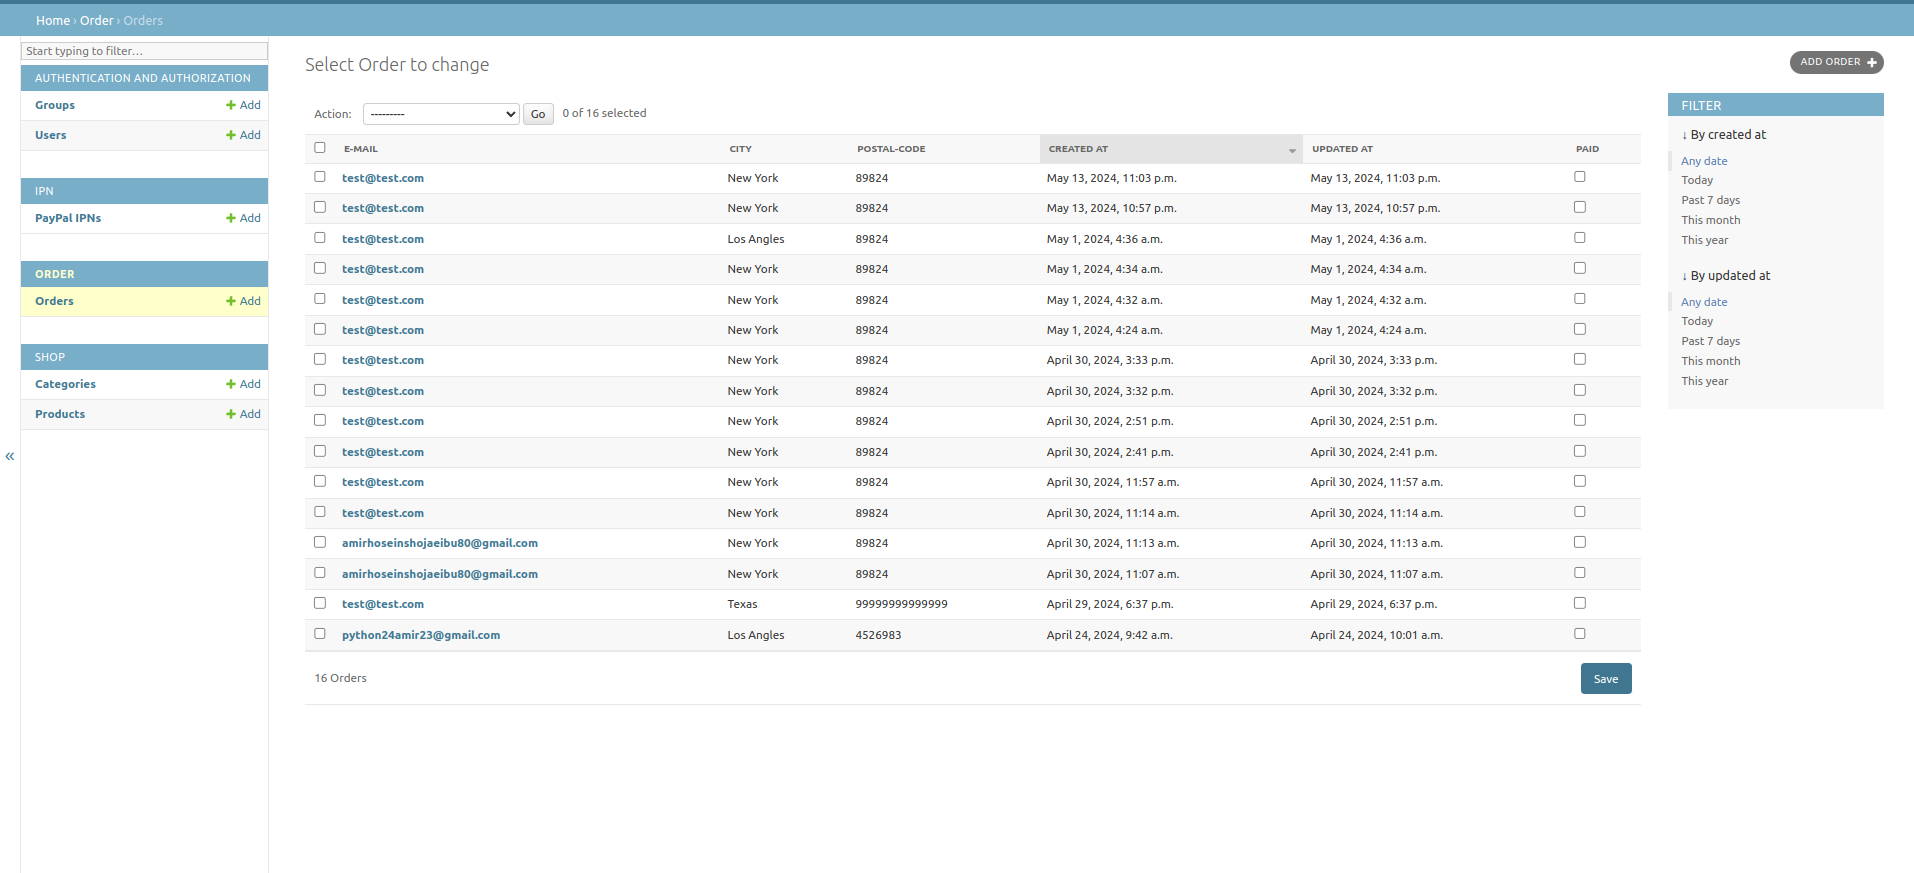 Home › Order › Orders
Start typing to filter...
AUTHENTICATION AND AUTHORIZATION
Groups Add
Users Add
IPN
PayPal IPNs Add
ORDER
Orders Add
SHOP
Categories Add
Products Add
«
Select Order to change
ADD ORDER
Action: --------- Go 0 of 16 selected
E-MAIL CITY POSTAL-CODE CREATED AT UPDATED AT PAID
test@test.com New York 89824 May 13, 2024, 11:03 p.m. May 13, 2024, 11:03 p.m.
test@test.com New York 89824 May 13, 2024, 10:57 p.m. May 13, 2024, 10:57 p.m.
test@test.com Los Angles 89824 May 1, 2024, 4:36 a.m. May 1, 2024, 4:36 a.m.
test@test.com New York 89824 May 1, 2024, 4:34 a.m. May 1, 2024, 4:34 a.m.
test@test.com New York 89824 May 1, 2024, 4:32 a.m. May 1, 2024, 4:32 a.m.
test@test.com New York 89824 May 1, 2024, 4:24 a.m. May 1, 2024, 4:24 a.m.
test@test.com New York 89824 April 30, 2024, 3:33 p.m. April 30, 2024, 3:33 p.m.
test@test.com New York 89824 April 30, 2024, 3:32 p.m. April 30, 2024, 3:32 p.m.
test@test.com New York 89824 April 30, 2024, 2:51 p.m. April 30, 2024, 2:51 p.m.
test@test.com New York 89824 April 30, 2024, 2:41 p.m. April 30, 2024, 2:41 p.m.
test@test.com New York 89824 April 30, 2024, 11:57 a.m. April 30, 2024, 11:57 a.m.
test@test.com New York 89824 April 30, 2024, 11:14 a.m. April 30, 2024, 11:14 a.m.
amirhoseinshojaeibu80@gmail.com New York 89824 April 30, 2024, 11:13 a.m. April 30, 2024, 11:13 a.m.
amirhoseinshojaeibu80@gmail.com New York 89824 April 30, 2024, 11:07 a.m. April 30, 2024, 11:07 a.m.
test@test.com Texas 99999999999999 April 29, 2024, 6:37 p.m. April 29, 2024, 6:37 p.m.
python24amir23@gmail.com Los Angles 4526983 April 24, 2024, 9:42 a.m. April 24, 2024, 10:01 a.m.
16 Orders
Save
FILTER
↓ By created at
Any date
Today
Past 7 days
This month
This year
↓ By updated at
Any date
Today
Past 7 days
This month
This year